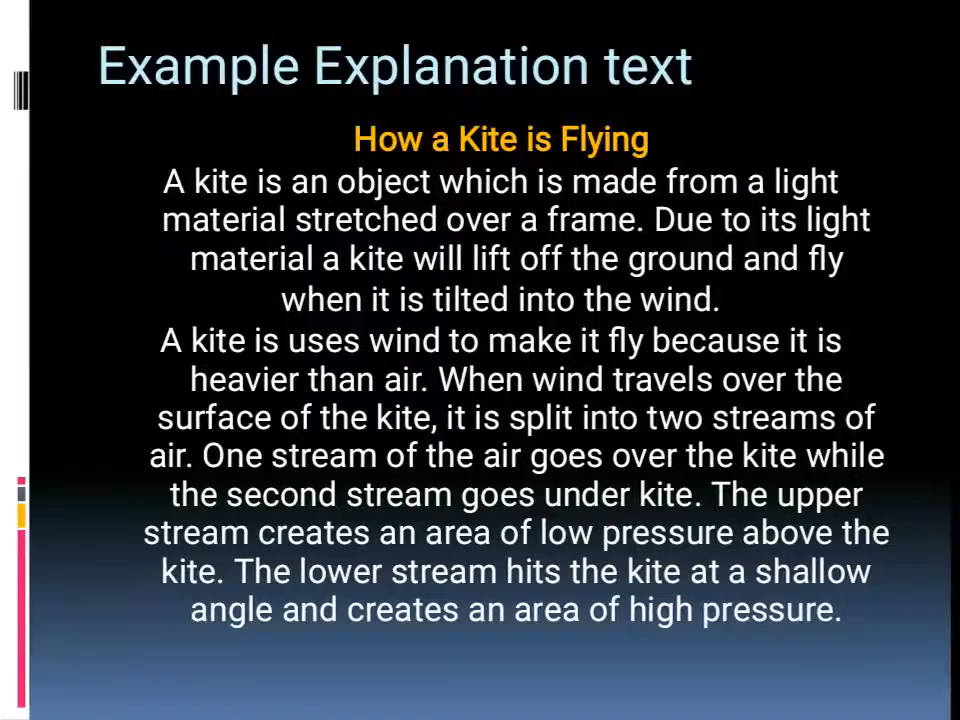 Example Explanation text
How a Kite is Flying
A kite is an object which is made from a light
material stretched over a frame. Due to its light
material a kite will lift off the ground and fly
when it is tilted into the wind.
A kite is uses wind to make it fly because it is
heavier than air. When wind travels over the
surface of the kite, it is split into two streams of
air. One stream of the air goes over the kite while
the second stream goes under kite. The upper
stream creates an area of low pressure above the
kite. The lower stream hits the kite at a shallow
angle and creates an area of high pressure.